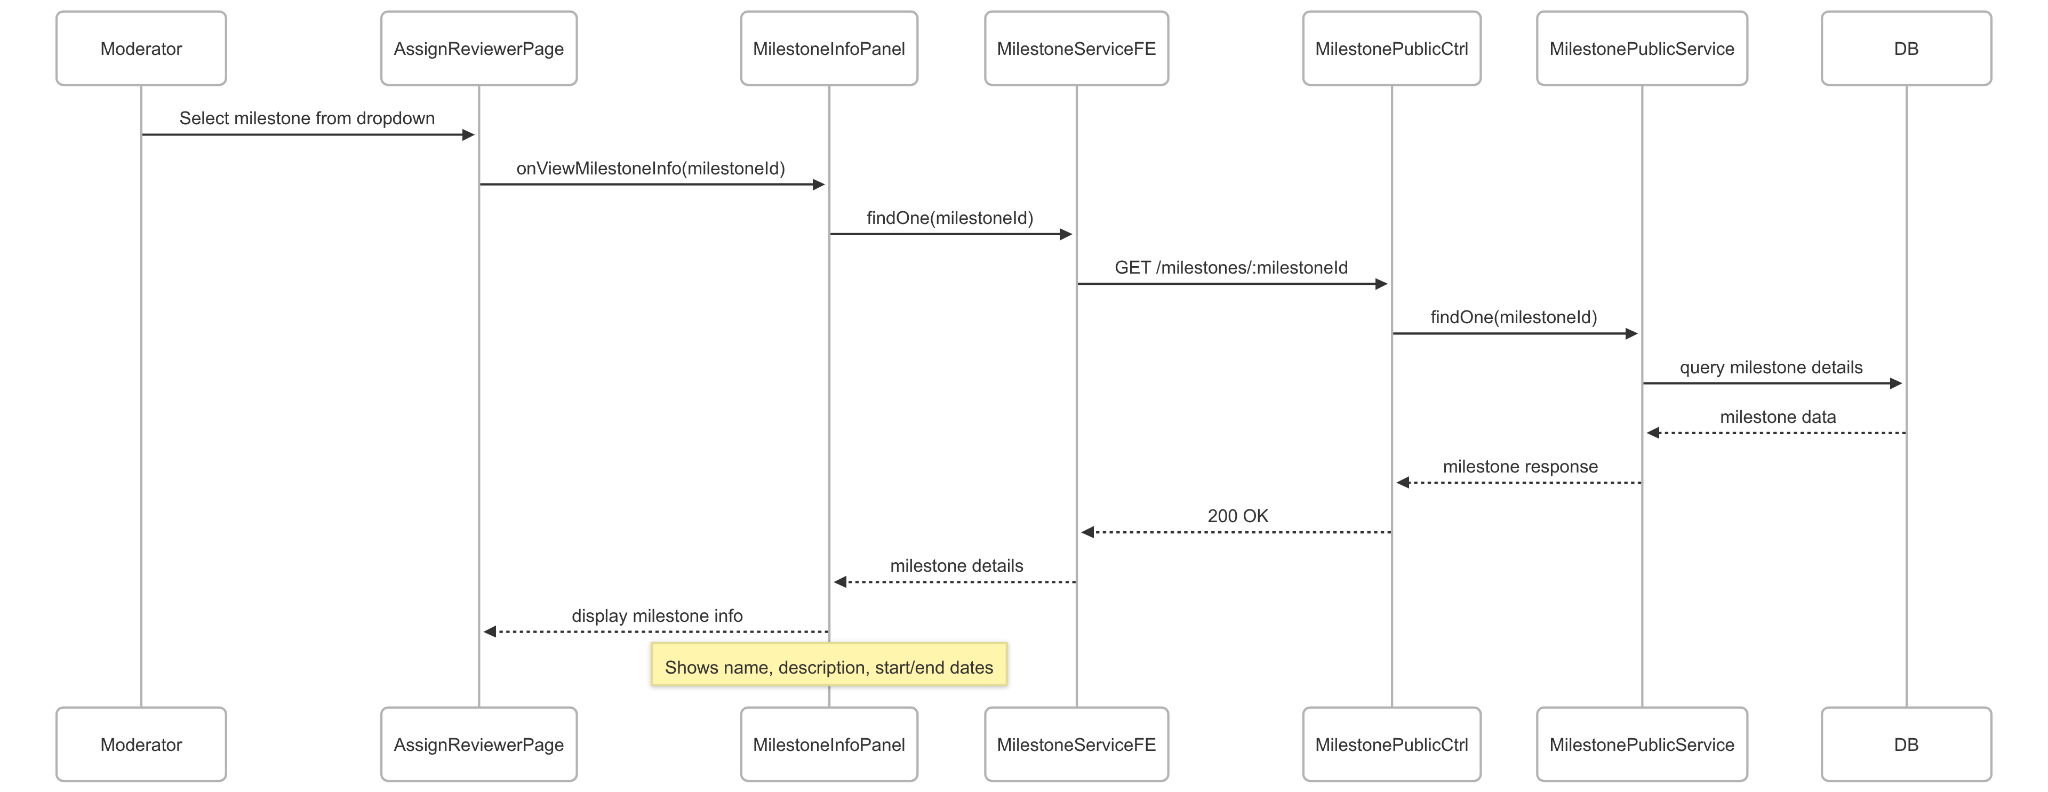 Moderator
AssignReviewerPage
MilestoneInfoPanel
MilestoneServiceFE
MilestonePublicCtrl
MilestonePublicService
DB
Select milestone from dropdown
onViewMilestoneInfo(milestoneId)
findOne(milestoneId)
GET /milestones/:milestoneId
findOne(milestoneId)
query milestone details
milestone data
milestone response
200 OK
milestone details
display milestone info
Shows name, description, start/end dates
Moderator
AssignReviewerPage
MilestoneInfoPanel
MilestoneServiceFE
MilestonePublicCtrl
MilestonePublicService
DB